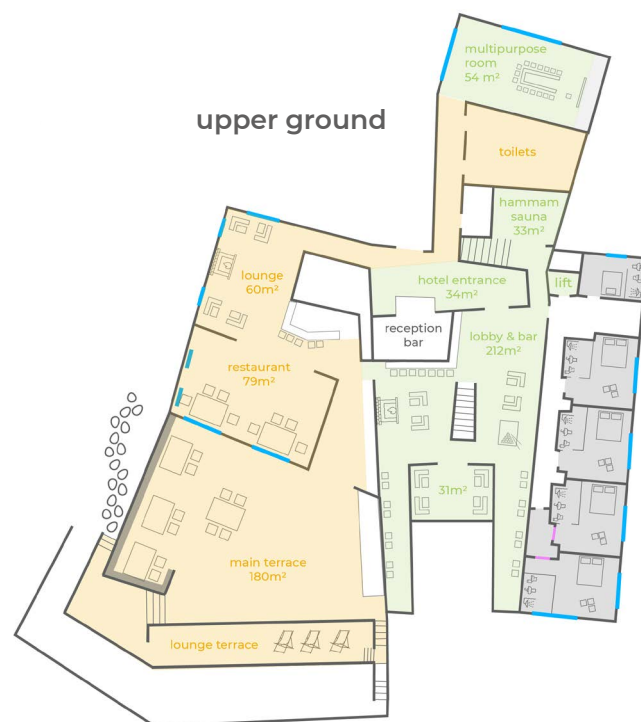 multipurpose
room
54 m²
upper ground
toilets
hammam
sauna
33m²
lounge
60m²
hotel entrance
34m²
lift
reception
bar
lobby & bar
212m²
restaurant
79m²
31m²
main terrace
180m²
lounge terrace